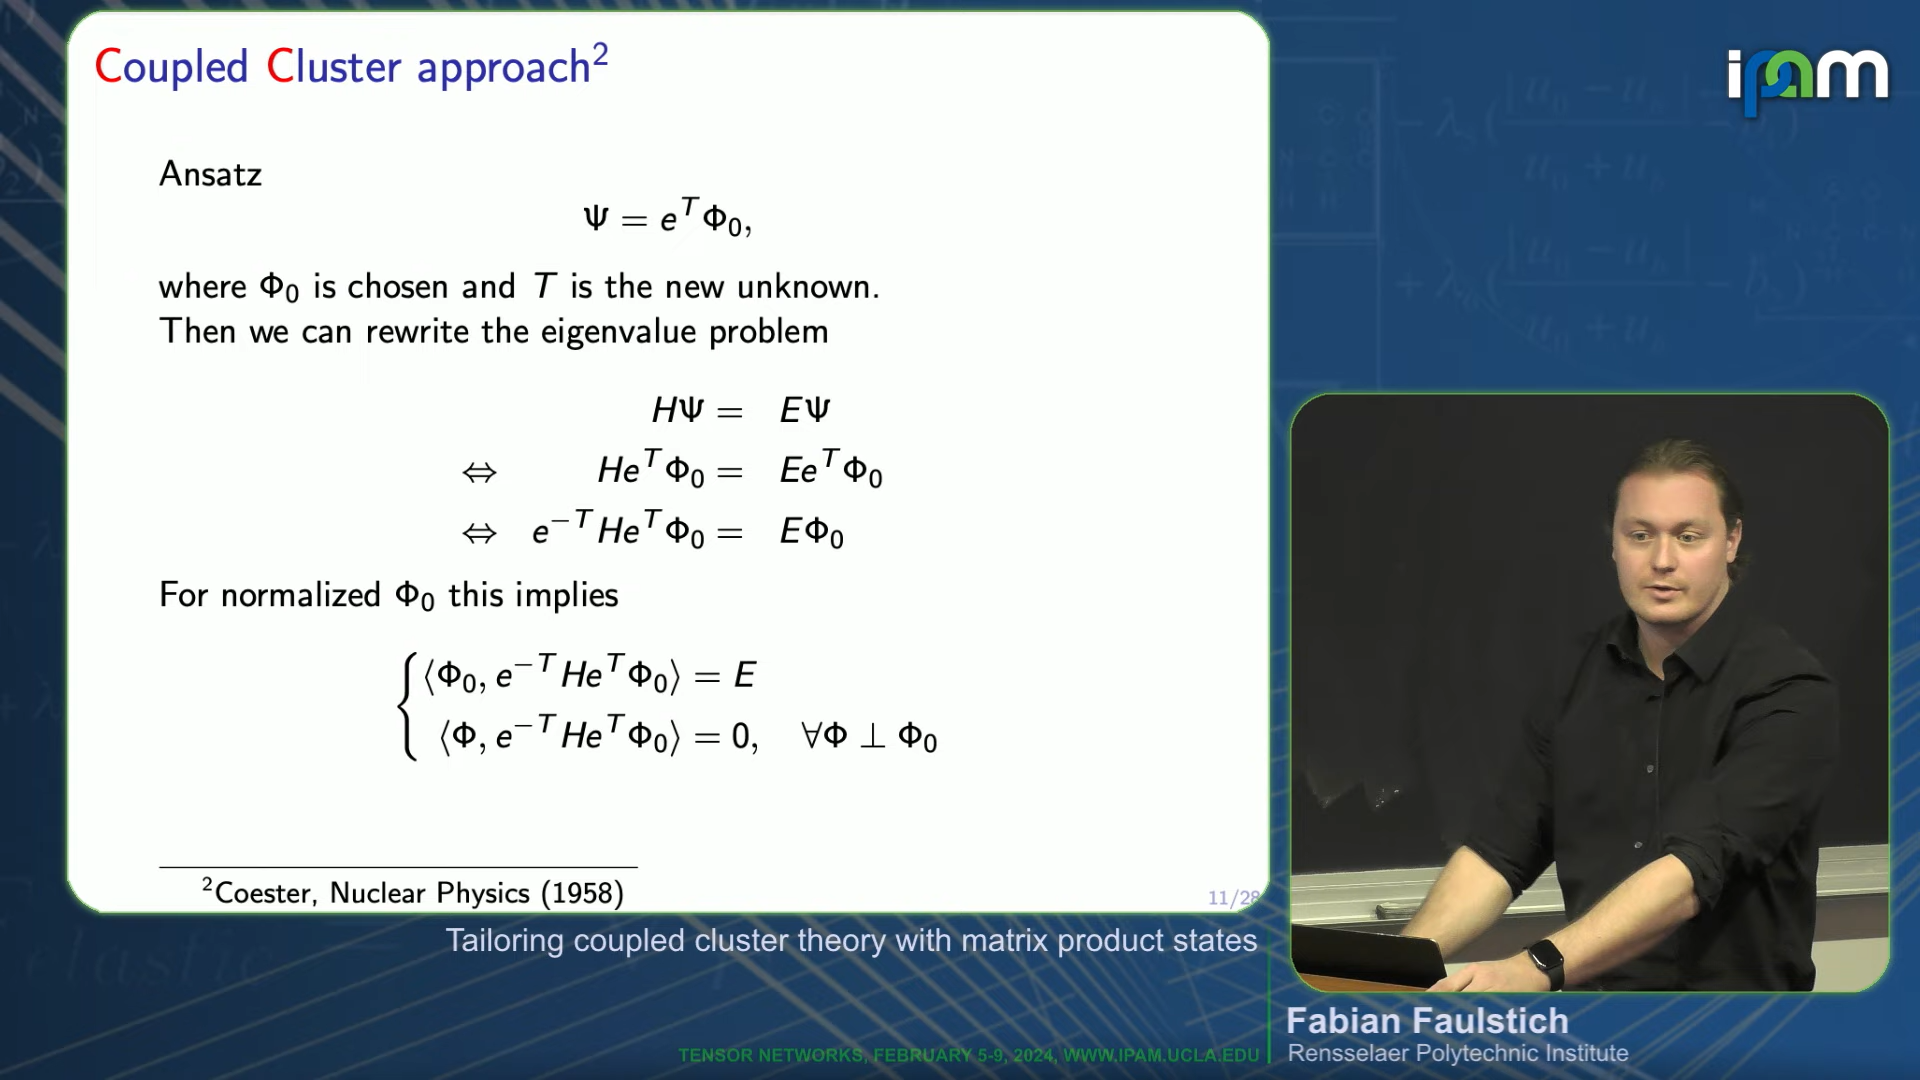 Coupled Cluster approach²
Ansatz
Ψ = e^T Φ₀,
where Φ₀ is chosen and T is the new unknown.
Then we can rewrite the eigenvalue problem
HΨ = EΨ
⇔ He^T Φ₀ = Ee^T Φ₀
⇔ e^{-T} He^T Φ₀ = EΦ₀
For normalized Φ₀ this implies
⟨Φ₀, e^{-T} He^T Φ₀⟩ = E
⟨Φ, e^{-T} He^T Φ₀⟩ = 0, ∀Φ ⊥ Φ₀
²Coester, Nuclear Physics (1958)
11/28
Tailoring coupled cluster theory with matrix product states
TENSOR NETWORKS, FEBRUARY 5-9, 2024, WWW.IPAM.UCLA.EDU
ipam
Fabian Faulstich
Rensselaer Polytechnic Institute